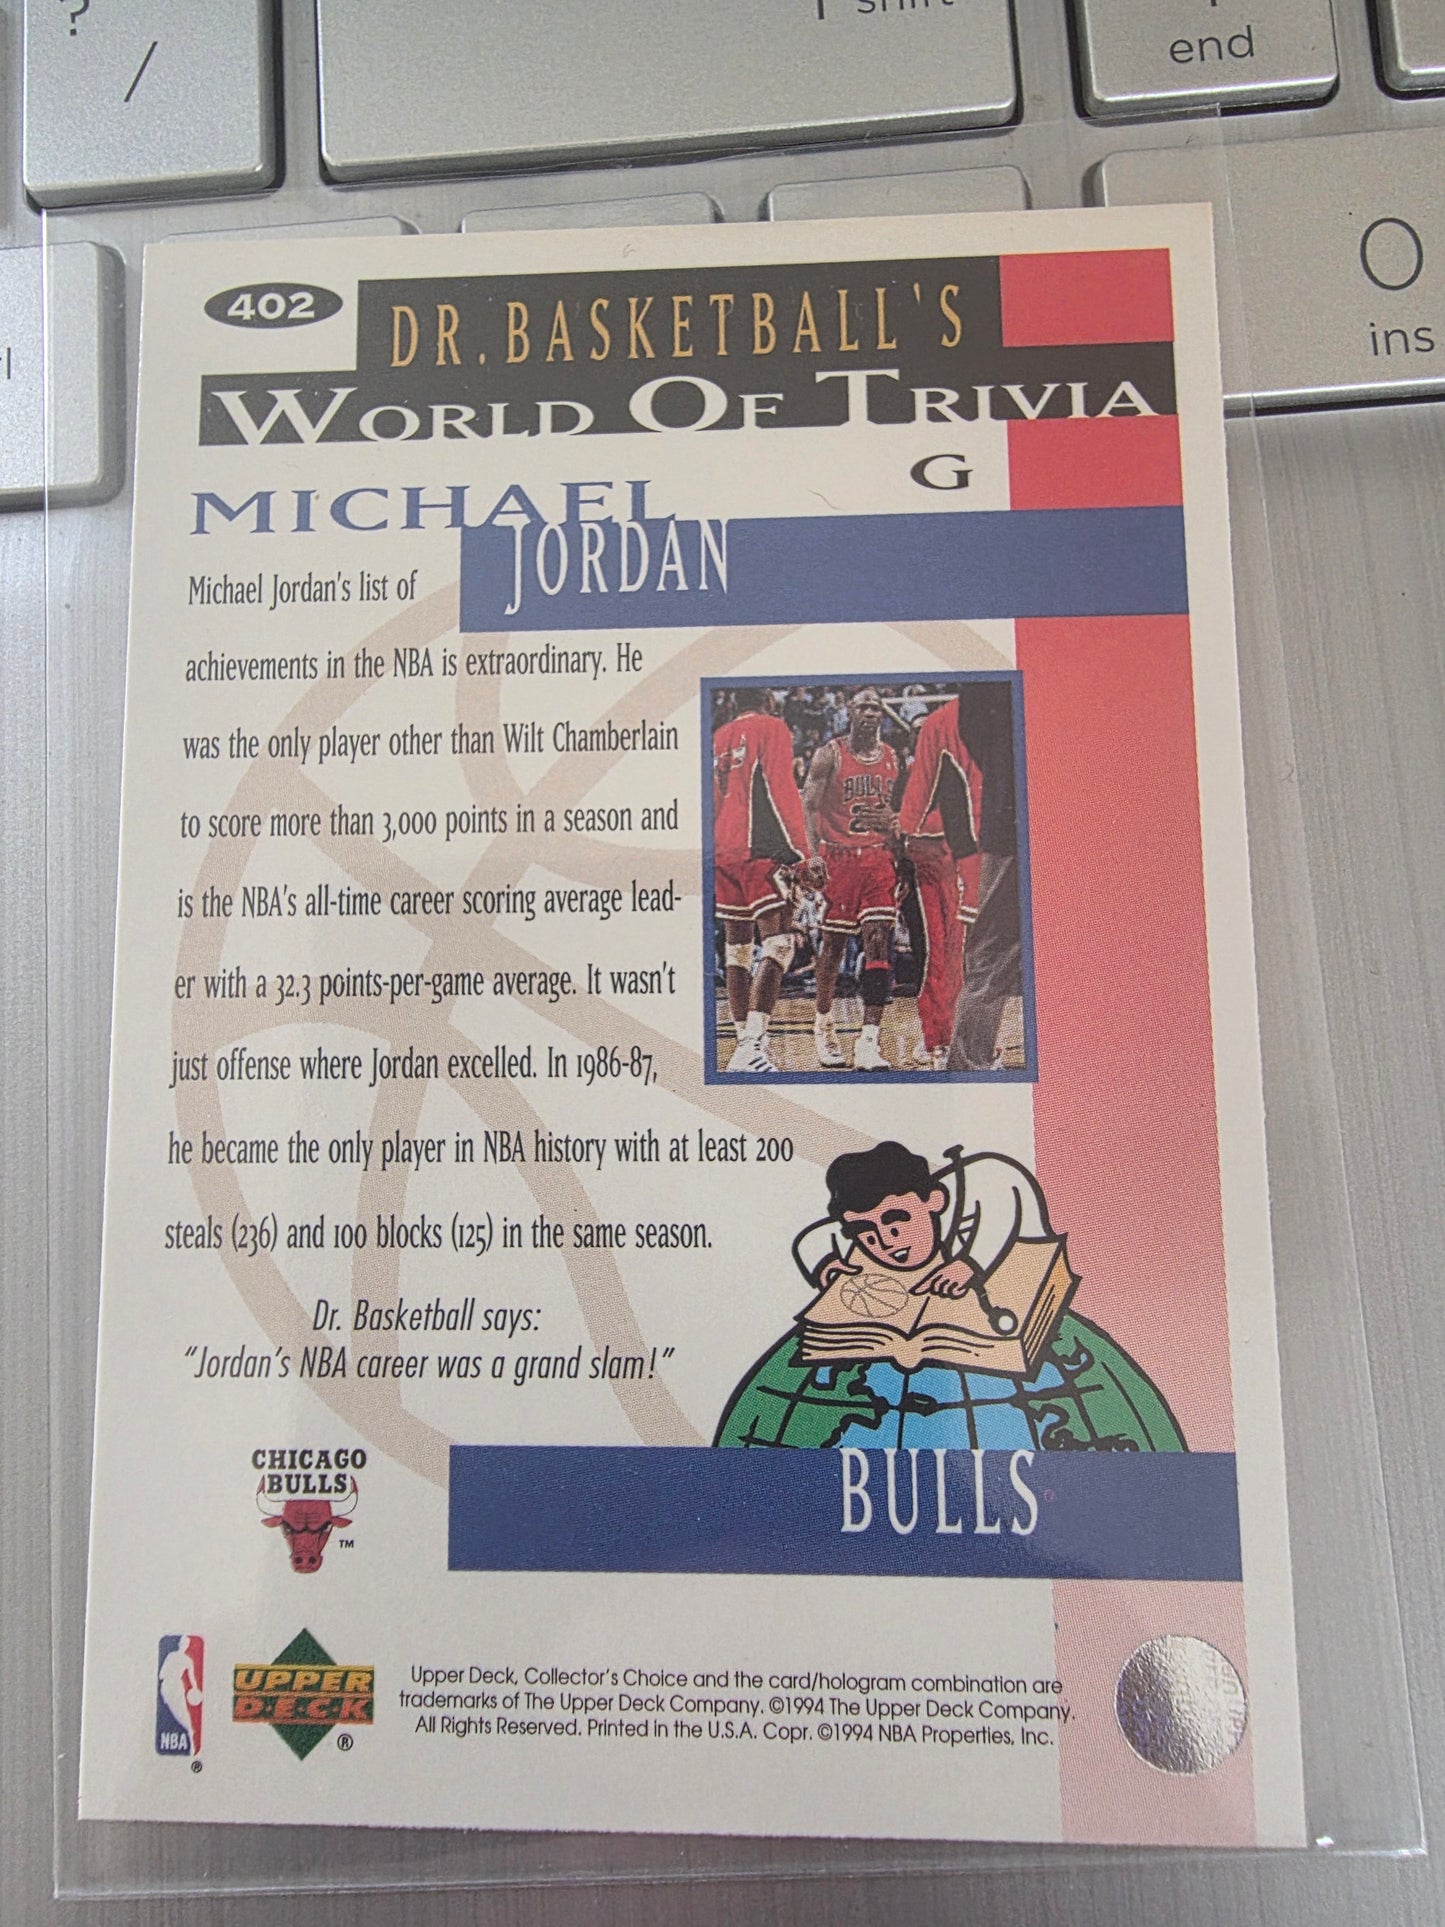 ?
/
shift
end
ins
402
DR. BASKETBALL'S
WORLD OF TRIVIA
G
MICHAEL
JORDAN
Michael Jordan's list of
achievements in the NBA is extraordinary. He
was the only player other than Wilt Chamberlain
to score more than 3,000 points in a season and
is the NBA's all-time career scoring average lead-
er with a 32.3 points-per-game average. It wasn't
just offense where Jordan excelled. In 1986-87,
he became the only player in NBA history with at least 200
steals (236) and 100 blocks (125) in the same season.
BULLS
Dr. Basketball says:
"Jordan's NBA career was a grand slam!"
CHICAGO
BULLS
TM
BULLS
NBA
®
UPPER
DECK
®
Upper Deck, Collector's Choice and the card/hologram combination are
trademarks of The Upper Deck Company. ©1994 The Upper Deck Company.
All Rights Reserved. Printed in the U.S.A. Copr. ©1994 NBA Properties, Inc.